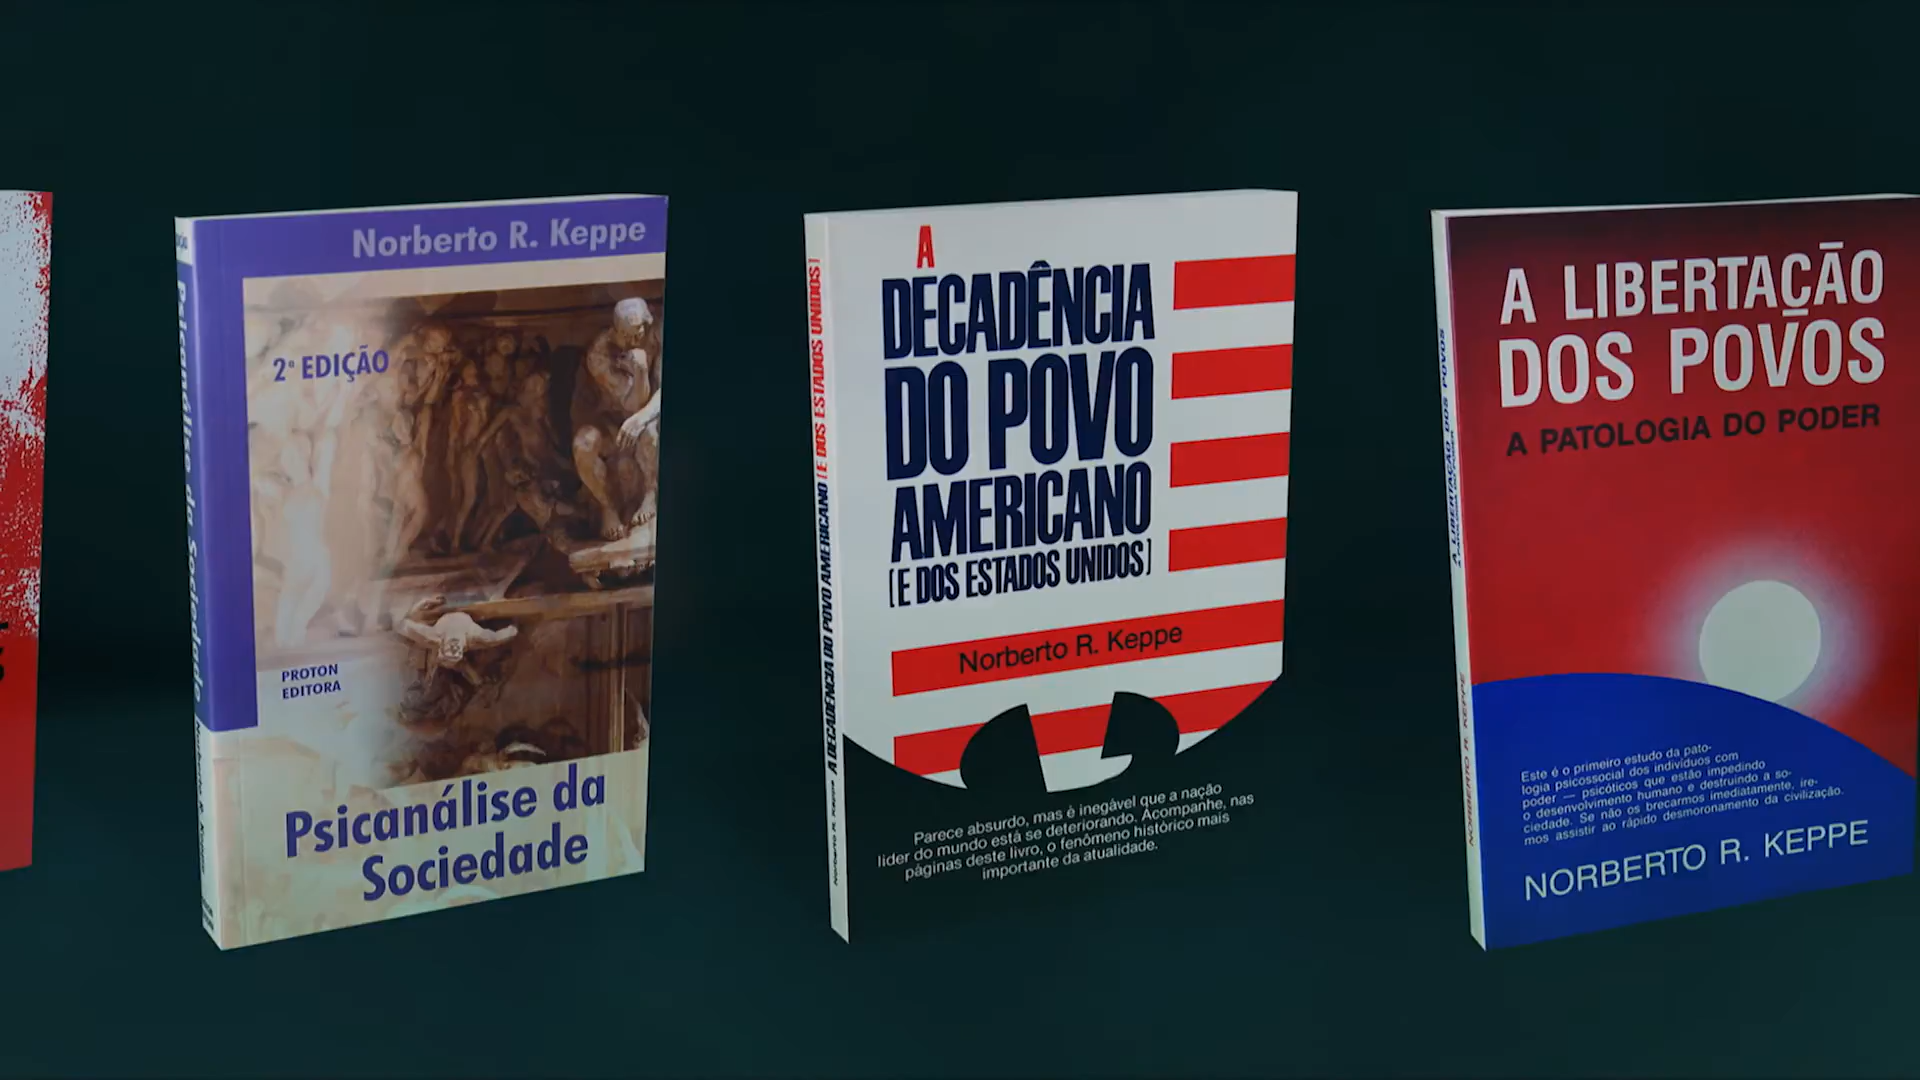 Norberto R. Keppe
2ª EDIÇÃO
PROTON
EDITORA
Psicanálise da
Sociedade
Psicanálise da Sociedade
A
DECADÊNCIA
DO POVO
AMERICANO
[E DOS ESTADOS UNIDOS]
Norberto R. Keppe
Parece absurdo, mas é inegável que a nação
líder do mundo está se deteriorando. Acompanhe, nas
páginas deste livro, o fenômeno histórico mais
importante da atualidade.
A DECADÊNCIA DO POVO AMERICANO [E DOS ESTADOS UNIDOS]
Norberto R. Keppe
A LIBERTAÇÃO
DOS POVOS
A PATOLOGIA DO PODER
Este é o primeiro estudo da pato-
logia psicossocial dos indivíduos com
poder — psicóticos que estão impedindo
o desenvolvimento humano e destruindo a so-
ciedade. Se não os brecarmos imediatamente, ire-
mos assistir ao rápido desmoronamento da civilização.
NORBERTO R. KEPPE
A LIBERTAÇÃO DOS POVOS
A PATOLOGIA DO PODER
NORBERTO R. KEPPE